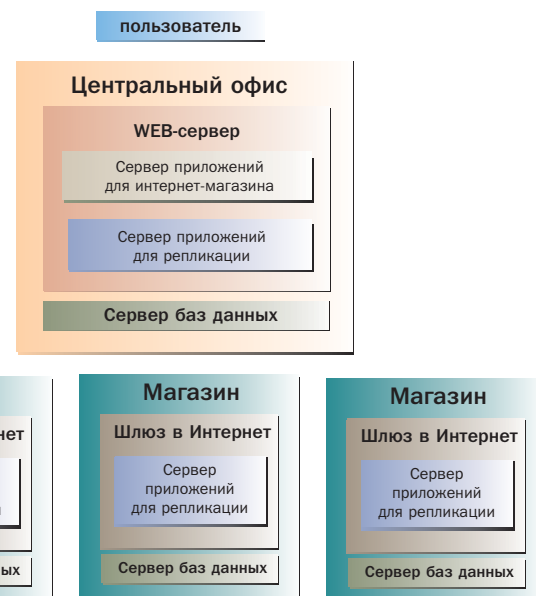 пользователь
Центральный офис
WEB-сервер
Сервер приложений
для интернет-магазина
Сервер приложений
для репликации
Сервер баз данных
Магазин
Шлюз в Интернет
Сервер
приложений
для репликации
Сервер баз данных
Магазин
Шлюз в Интернет
Сервер
приложений
для репликации
Сервер баз данных